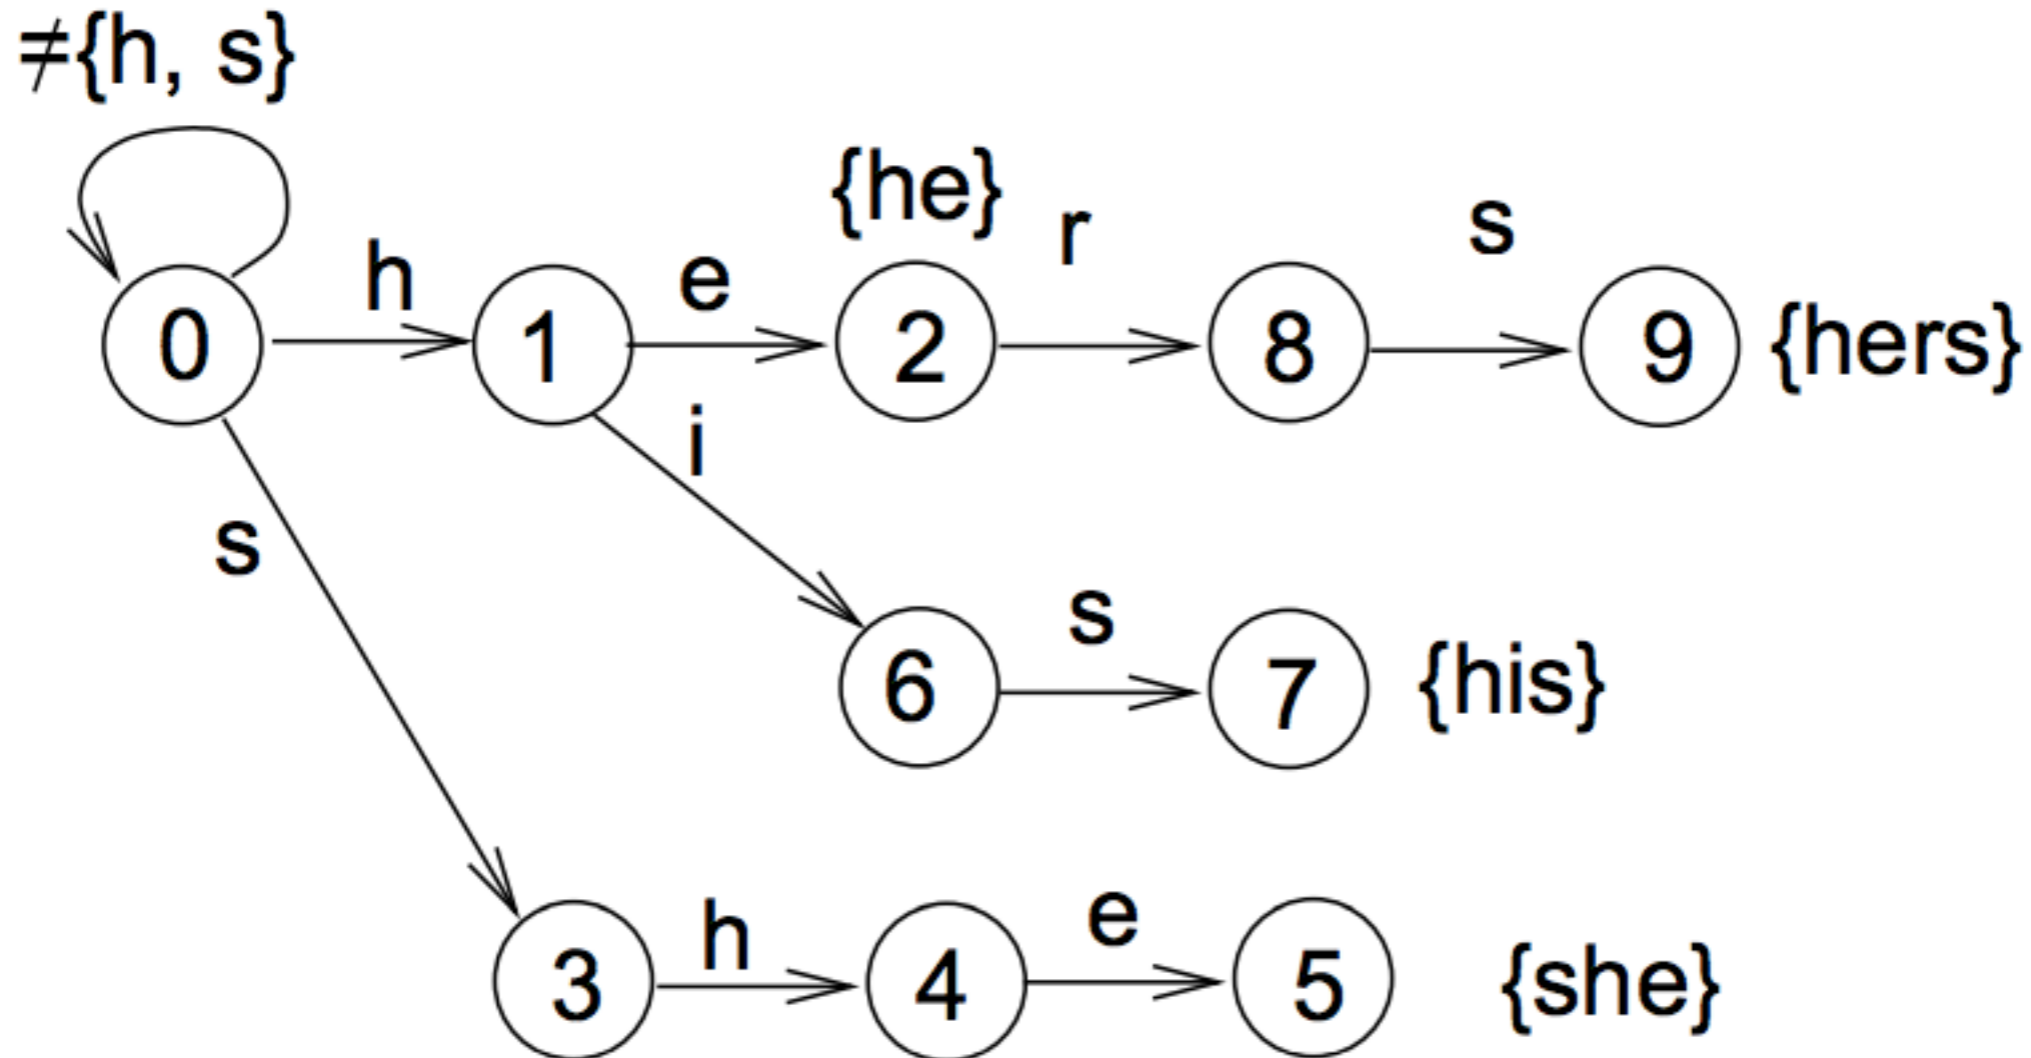 ≠{h, s}
{he}
h e r s
0 1 2 8 9 {hers}
i
s s
6 7 {his}
h e
3 4 5 {she}